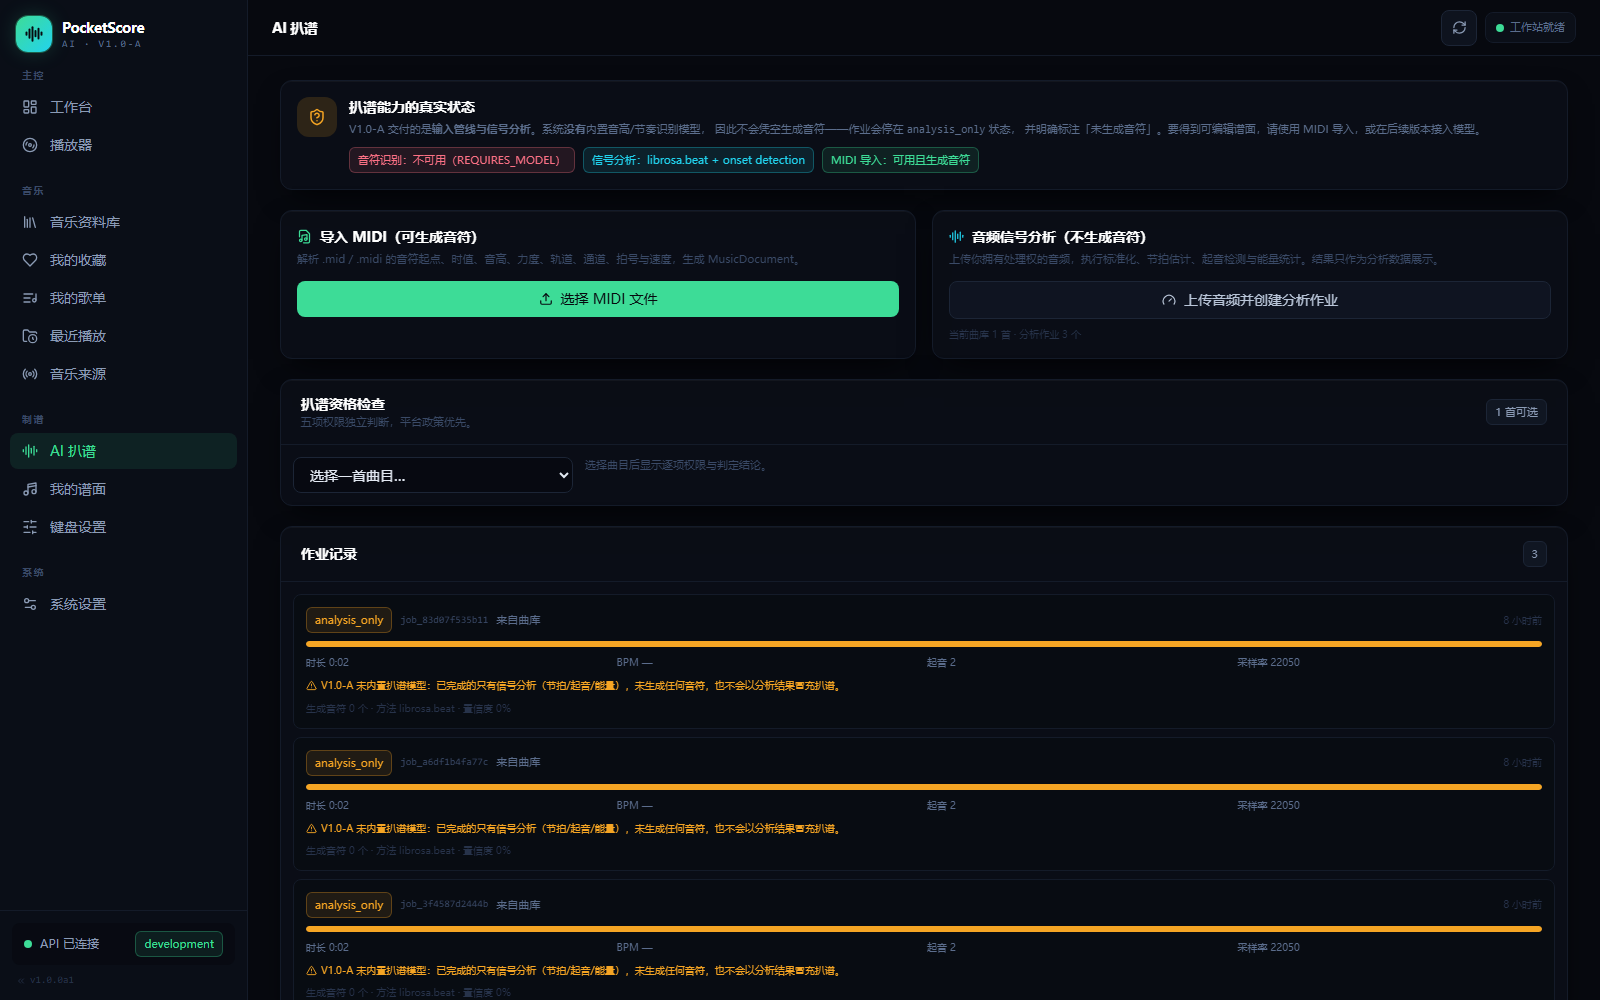 PocketScore
AI · V1.0-A
主控
工作台
播放器
音乐
音乐资料库
我的收藏
我的歌单
最近播放
音乐来源
制谱
AI 扒谱
我的谱面
键盘设置
系统
系统设置
API 已连接
development
v1.0.0a1
AI 扒谱
工作站就绪
扒谱能力的真实状态
V1.0-A 交付的是输入管线与信号分析。系统没有内置音高/节奏识别模型， 因此不会凭空生成音符——作业会停在 analysis_only 状态， 并明确标注「未生成音符」。要得到可编辑谱面，请使用 MIDI 导入，或在后续版本接入模型。
音符识别：不可用（REQUIRES_MODEL）
信号分析：librosa.beat + onset detection
MIDI 导入：可用且生成音符
导入 MIDI（可生成音符）
解析 .mid / .midi 的音符起点、时值、音高、力度、轨道、通道、拍号与速度，生成 MusicDocument。
选择 MIDI 文件
音频信号分析（不生成音符）
上传你拥有处理权的音频，执行标准化、节拍估计、起音检测与能量统计。结果只作为分析数据展示。
上传音频并创建分析作业
当前曲库 1 首 · 分析作业 3 个
扒谱资格检查
五项权限独立判断，平台政策优先。
1 首可选
选择一首曲目...
选择曲目后显示逐项权限与判定结论。
作业记录
3
analysis_only job_83d07f535b11 来自曲库 8 小时前
时长 0:02 BPM — 起音 2 采样率 22050
V1.0-A 未内置扒谱模型：已完成的只有信号分析（节拍/起音/能量），未生成任何音符，也不会以分析结果冒充扒谱。
生成音符 0 个 · 方法 librosa.beat · 置信度 0%
analysis_only job_a6df1b4fa77c 来自曲库 8 小时前
时长 0:02 BPM — 起音 2 采样率 22050
V1.0-A 未内置扒谱模型：已完成的只有信号分析（节拍/起音/能量），未生成任何音符，也不会以分析结果冒充扒谱。
生成音符 0 个 · 方法 librosa.beat · 置信度 0%
analysis_only job_3f4587d2444b 来自曲库 8 小时前
时长 0:02 BPM — 起音 2 采样率 22050
V1.0-A 未内置扒谱模型：已完成的只有信号分析（节拍/起音/能量），未生成任何音符，也不会以分析结果冒充扒谱。
生成音符 0 个 · 方法 librosa.beat · 置信度 0%